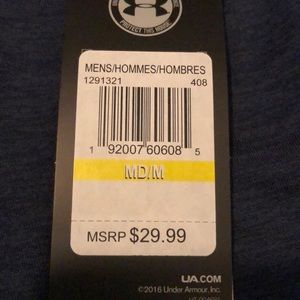 PROTECT THIS HOUSE
MENS/HOMMES/HOMBRES
1291321 408
1 92007 60608 5
MD/M
MSRP $29.99
UA.COM
©2016 Under Armour, Inc.